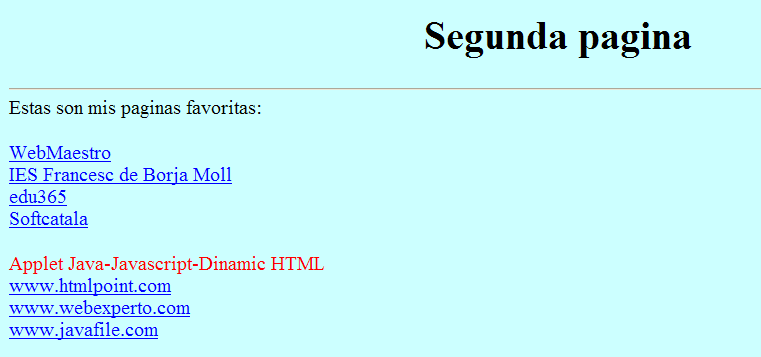 Segunda pagina
Estas son mis paginas favoritas:
WebMaestro
IES Francesc de Borja Moll
edu365
Softcatala
Applet Java-Javascript-Dinamic HTML
www.htmlpoint.com
www.webexperto.com
www.javafile.com